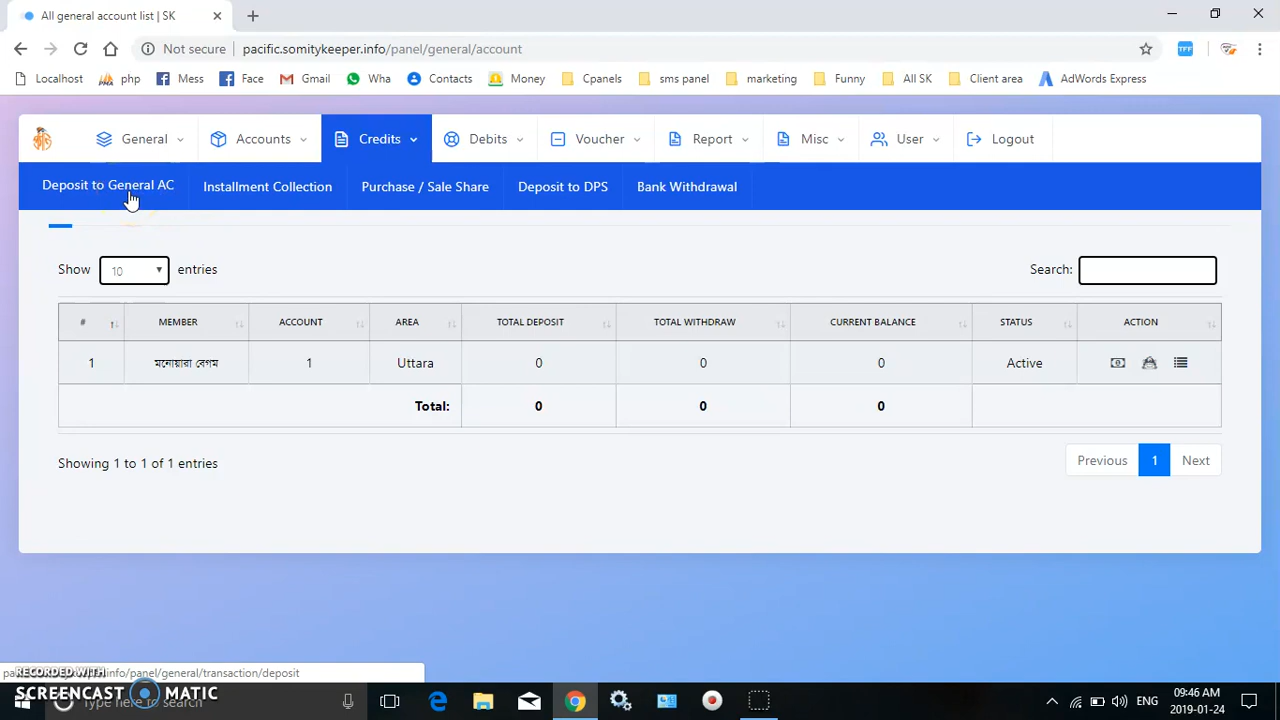 All general account list | SK
Not secure | pacific.somitykeeper.info/panel/general/account
Localhost php Mess Face Gmail Wha Contacts Money Cpanels sms panel marketing Funny All SK Client area AdWords Express
General Accounts Credits Debits Voucher Report Misc User Logout
Deposit to General AC Installment Collection Purchase / Sale Share Deposit to DPS Bank Withdrawal
Show 10 entries Search:
# MEMBER ACCOUNT AREA TOTAL DEPOSIT TOTAL WITHDRAW CURRENT BALANCE STATUS ACTION
1 মনোয়ারা বেগম 1 Uttara 0 0 0 Active
Total: 0 0 0
Showing 1 to 1 of 1 entries Previous 1 Next
info/panel/general/transaction/deposit
RECORDED WITH
SCREENCAST MATIC
Type here to search
ENG
09:46 AM
2019-01-24